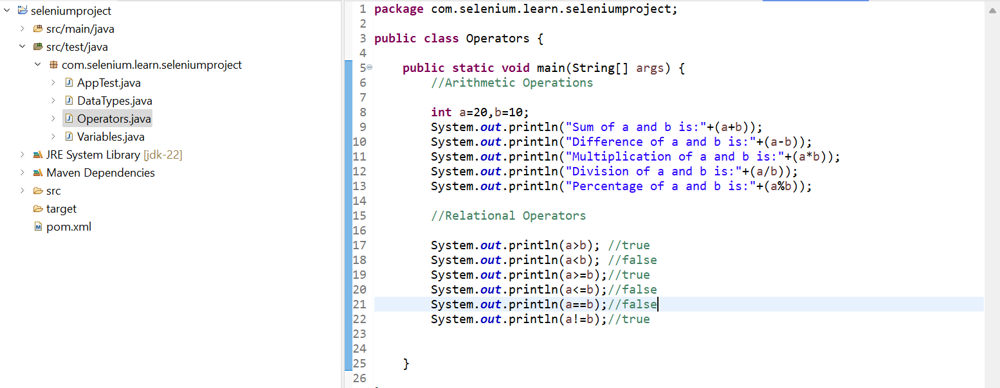 seleniumproject
src/main/java
src/test/java
com.selenium.learn.seleniumproject
AppTest.java
DataTypes.java
Operators.java
Variables.java
JRE System Library [jdk-22]
Maven Dependencies
src
target
pom.xml
1 package com.selenium.learn.seleniumproject;
2
3 public class Operators {
4
5 public static void main(String[] args) {
6 //Arithmetic Operations
7
8 int a=20,b=10;
9 System.out.println("Sum of a and b is:"+(a+b));
10 System.out.println("Difference of a and b is:"+(a-b));
11 System.out.println("Multiplication of a and b is:"+(a*b));
12 System.out.println("Division of a and b is:"+(a/b));
13 System.out.println("Percentage of a and b is:"+(a%b));
14
15 //Relational Operators
16
17 System.out.println(a>b); //true
18 System.out.println(a<b); //false
19 System.out.println(a>=b);//true
20 System.out.println(a<=b);//false
21 System.out.println(a==b);//false
22 System.out.println(a!=b);//true
23
24
25 }
26